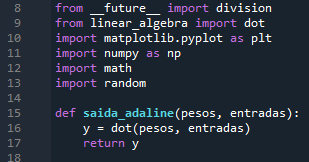 8 from __future__ import division
9 from linear_algebra import dot
10 import matplotlib.pyplot as plt
11 import numpy as np
12 import math
13 import random
14
15 def saida_adaline(pesos, entradas):
16 y = dot(pesos, entradas)
17 return y
18